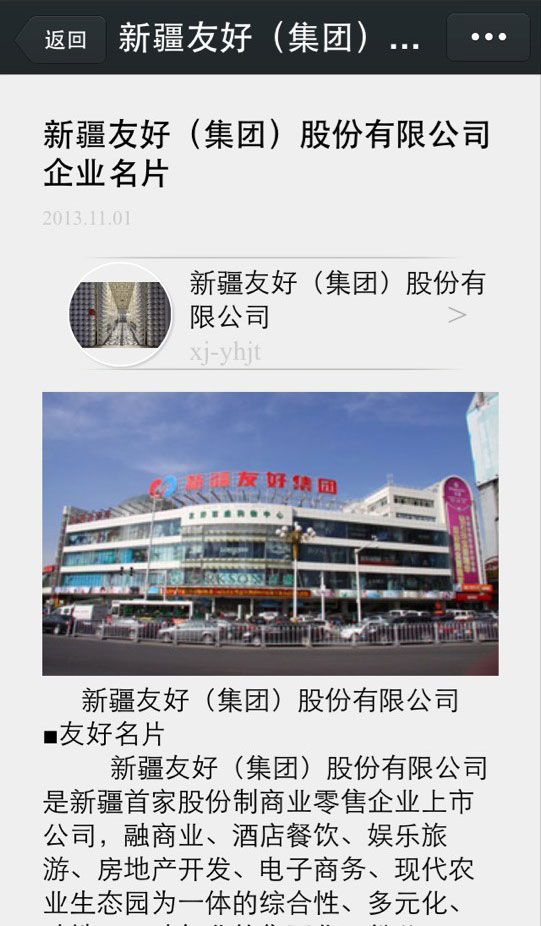 返回
新疆友好（集团）...
新疆友好（集团）股份有限公司
企业名片
2013.11.01
新疆友好（集团）股份有
限公司
xj-yhjt
新疆友好集团
新疆友好（集团）股份有限公司
■友好名片
新疆友好（集团）股份有限公司
是新疆首家股份制商业零售企业上市
公司，融商业、酒店餐饮、娱乐旅
游、房地产开发、电子商务、现代农
业生态园为一体的综合性、多元化、